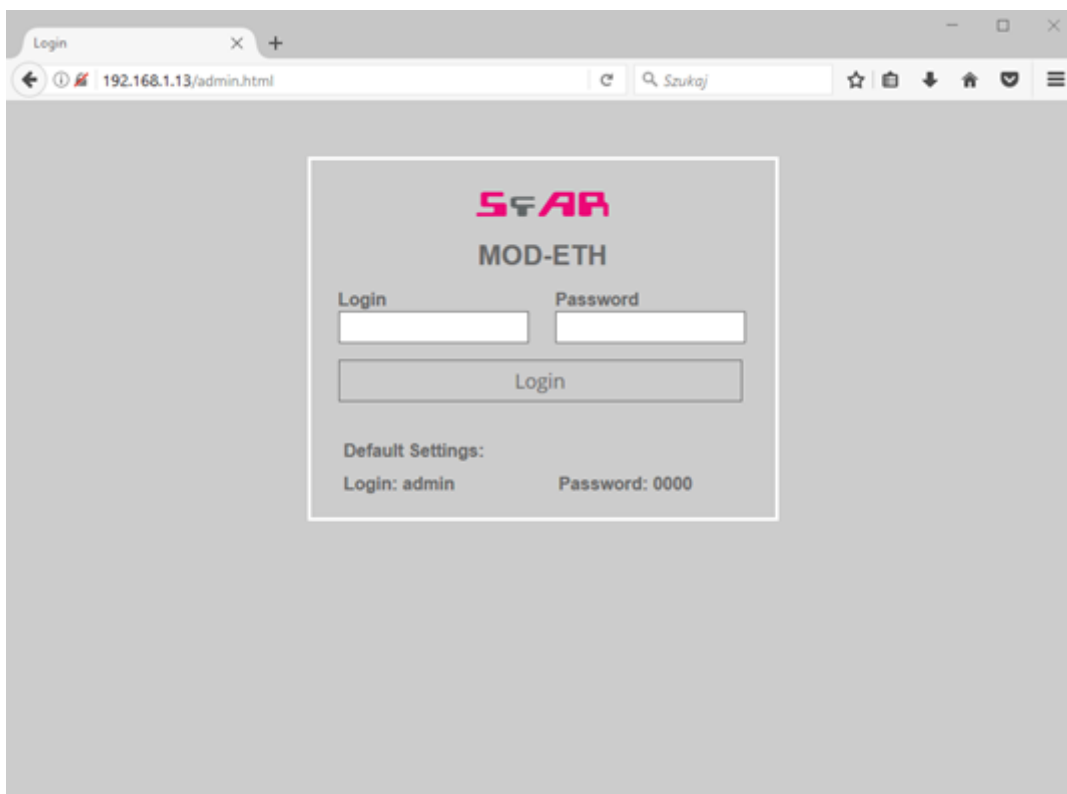 Login
192.168.1.13/admin.html
Szukaj
SFAR
MOD-ETH
Login Password
Login
Default Settings:
Login: admin Password: 0000